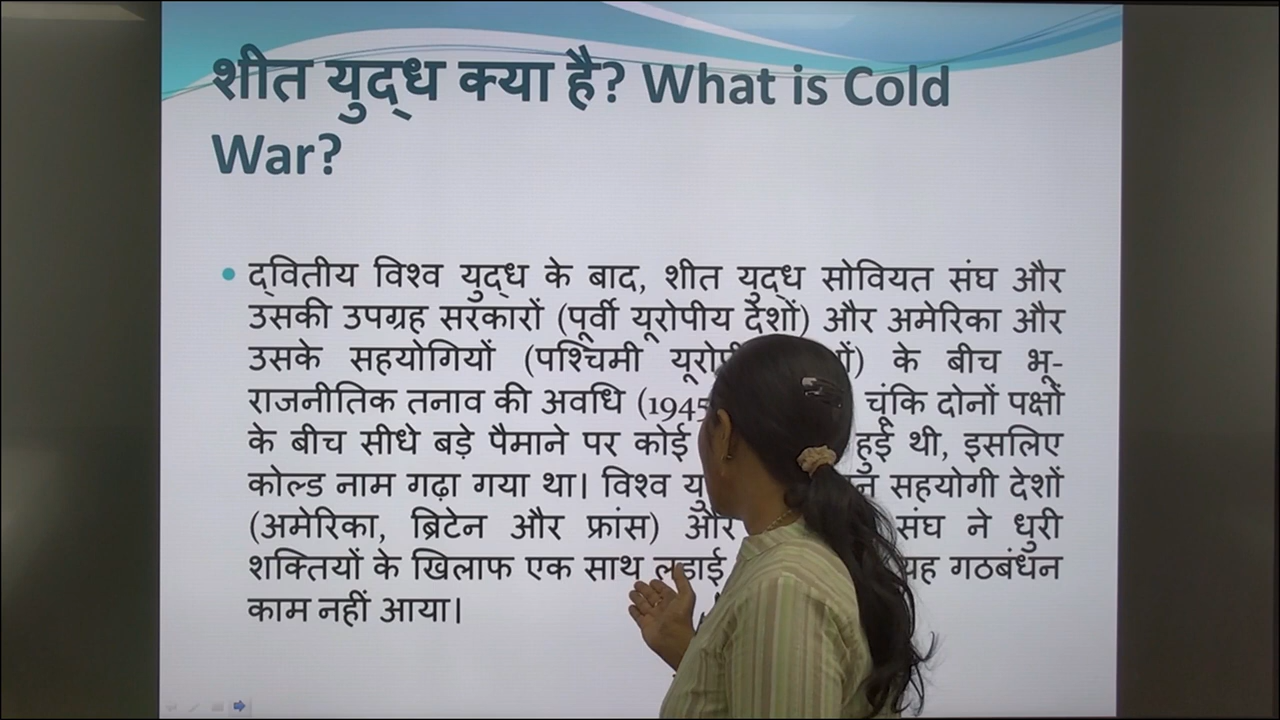 शीत युद्ध क्या है? What is Cold
War?
द्वितीय विश्व युद्ध के बाद, शीत युद्ध सोवियत संघ और
उसकी उपग्रह सरकारों (पूर्वी यूरोपीय देशों) और अमेरिका और
उसके सहयोगियों (पश्चिमी के बीच भू-
राजनीतिक तनाव की अवधि (1945 चूंकि दोनों पक्षों
के बीच सीधे बड़े पैमाने पर कोई हुई थी, इसलिए
कोल्ड नाम गढ़ा गया था। विश्व सहयोगी देशों
(अमेरिका, ब्रिटेन और फ्रांस) और संघ ने धुरी
शक्तियों के खिलाफ एक साथ लड़ाई यह गठबंधन
काम नहीं आया।